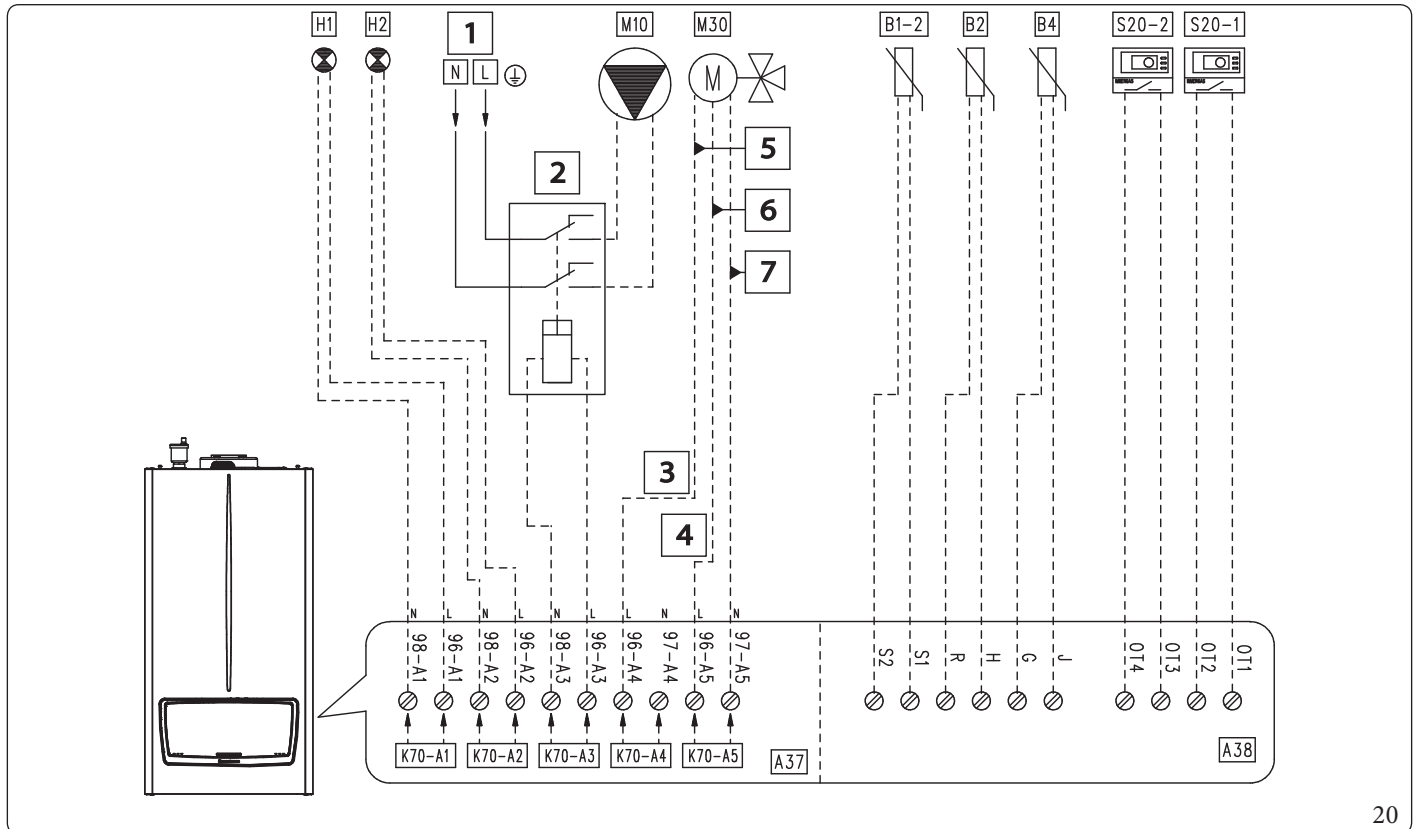 H1 H2 1 M10 M30 B1-2 B2 B4 S20-2 S20-1
N L
M
5
2
6
7
3
4
N L N L N L L N L N
98-A1 96-A1 98-A2 96-A2 98-A3 96-A3 96-A4 97-A4 96-A5 97-A5 S2 S1 R H G J OT4 OT3 OT2 OT1
K70-A1 K70-A2 K70-A3 K70-A4 K70-A5 A37 A38
20